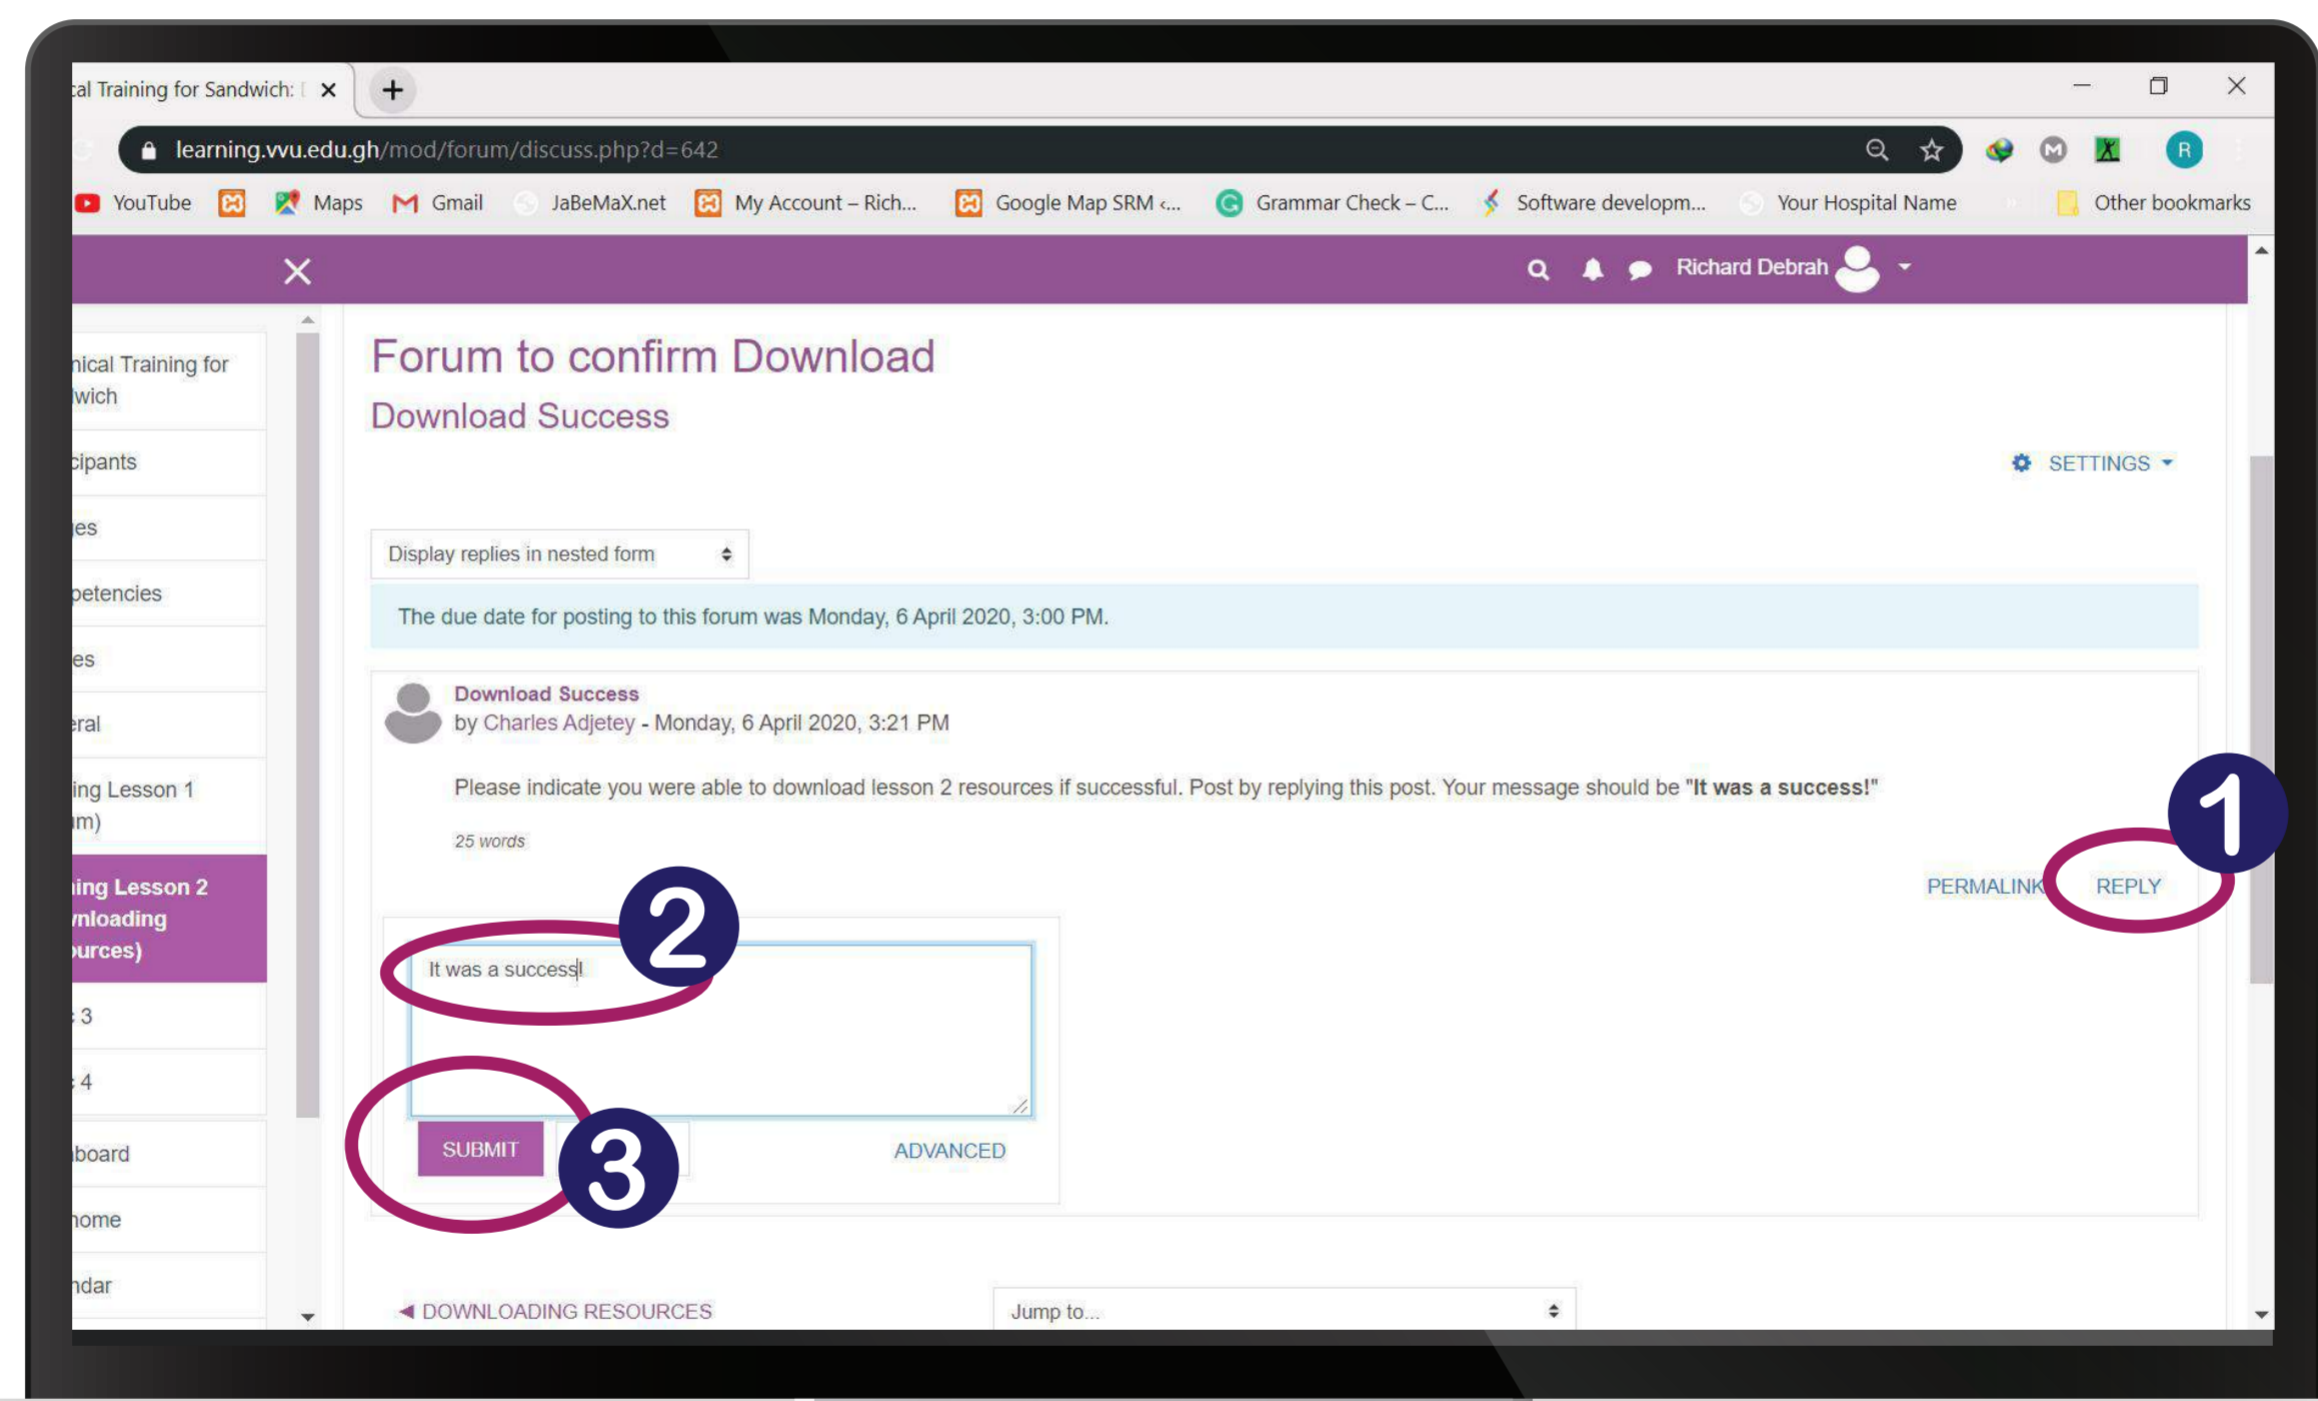 cal Training for Sandwich:
learning.vvu.edu.gh/mod/forum/discuss.php?d=642
R
YouTube Maps Gmail JaBeMaX.net My Account – Rich... Google Map SRM ‹... Grammar Check – C... Software developm... Your Hospital Name » Other bookmarks
Richard Debrah
nical Training for
lwich
cipants
es
petencies
es
eral
ing Lesson 1
m)
ing Lesson 2
nloading
ources)
3
4
board
home
ndar
Forum to confirm Download
Download Success
SETTINGS
Display replies in nested form
The due date for posting to this forum was Monday, 6 April 2020, 3:00 PM.
Download Success
by Charles Adjetey - Monday, 6 April 2020, 3:21 PM
Please indicate you were able to download lesson 2 resources if successful. Post by replying this post. Your message should be "It was a success!"
25 words
1
PERMALINK REPLY
2
It was a success!
3
SUBMIT
ADVANCED
◄ DOWNLOADING RESOURCES
Jump to...